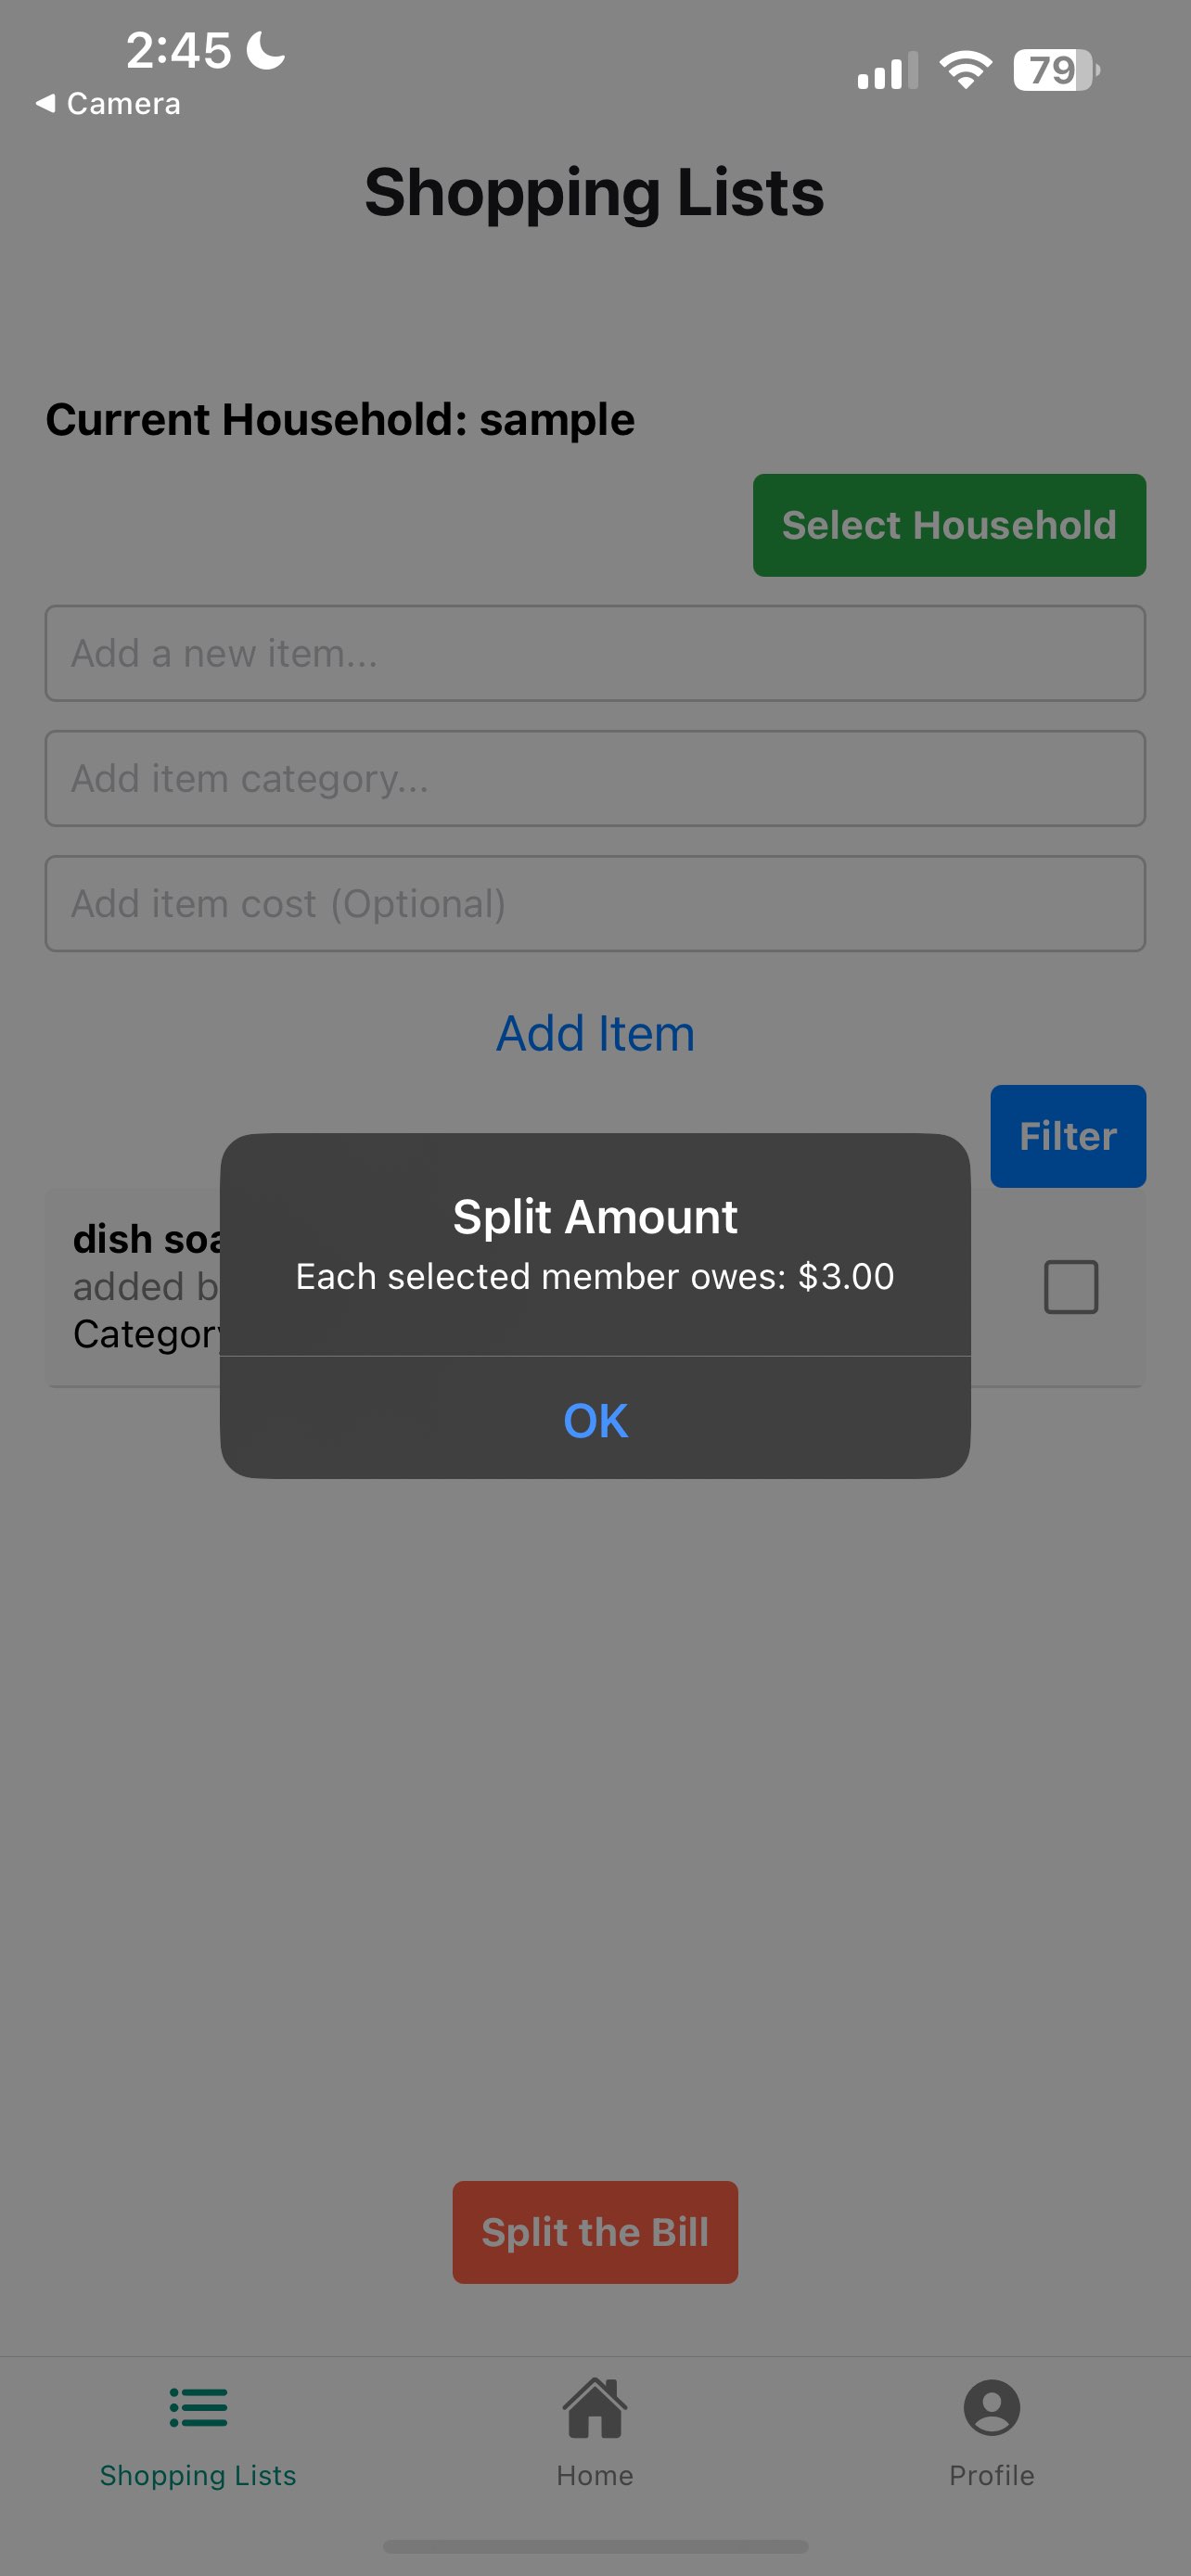 2:45
Camera
79
Shopping Lists
Current Household: sample
Select Household
Add a new item...
Add item category...
Add item cost (Optional)
Add Item
Filter
dish
added
Split Amount
Each selected member owes: $3.00
OK
Split the Bill
Shopping Lists
Home
Profile